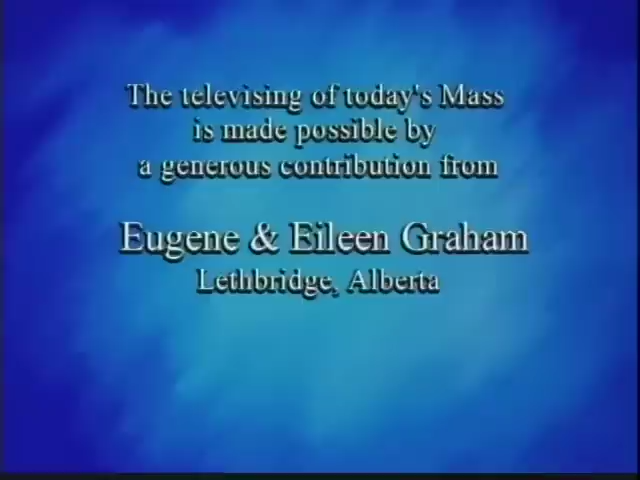 The televising of today's Mass
is made possible by
a generous contribution from
Eugene & Eileen Graham
Lethbridge, Alberta